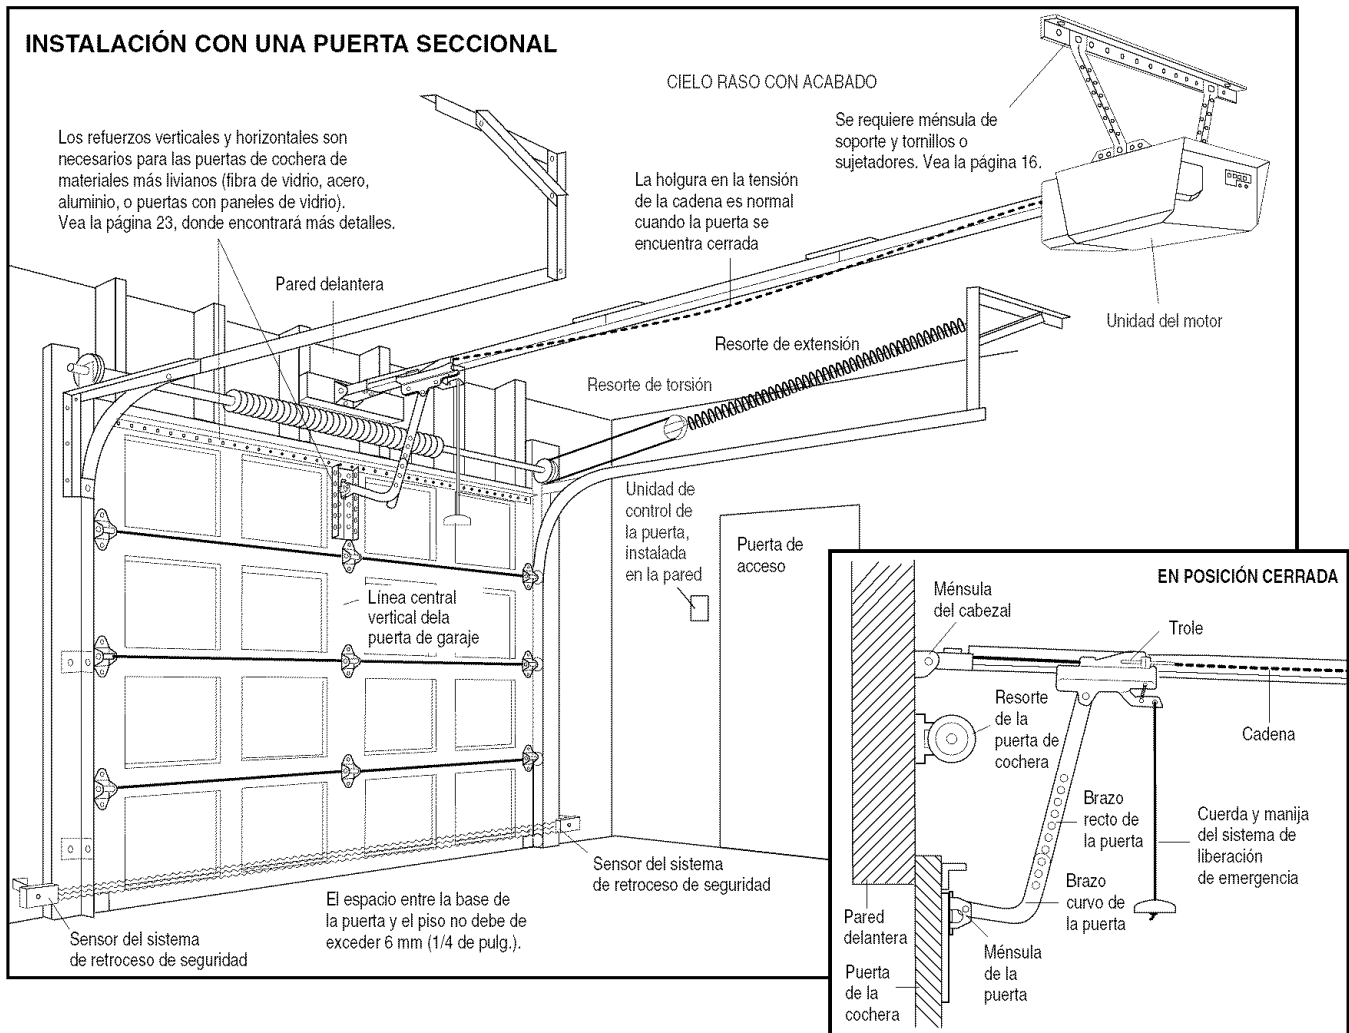 INSTALACIÓN CON UNA PUERTA SECCIONAL
CIELO RASO CON ACABADO
Los refuerzos verticales y horizontales son
necesarios para las puertas de cochera de
materiales más livianos (fibra de vidrio, acero,
aluminio, o puertas con paneles de vidrio).
Vea la página 23, donde encontrará más detalles.
Se requiere ménsula de
soporte y tornillos o
sujetadores. Vea la página 16.
La holgura en la tensión
de la cadena es normal
cuando la puerta se
encuentra cerrada
Pared delantera
Unidad del motor
Resorte de extensión
Resorte de torsión
Unidad de
control de
la puerta,
instalada
en la pared
Puerta de
acceso
Línea central
vertical dela
puerta de garaje
Sensor del sistema
de retroceso de seguridad
El espacio entre la base de
la puerta y el piso no debe de
exceder 6 mm (1/4 de pulg.).
Sensor del sistema
de retroceso de seguridad
EN POSICIÓN CERRADA
Ménsula
del cabezal
Trole
Resorte
de la
puerta de
cochera
Cadena
Brazo
recto de
la puerta
Cuerda y manija
del sistema de
liberación
de emergencia
Brazo
curvo de
la puerta
Pared
delantera
Ménsula
de la
puerta
Puerta
de la
cochera